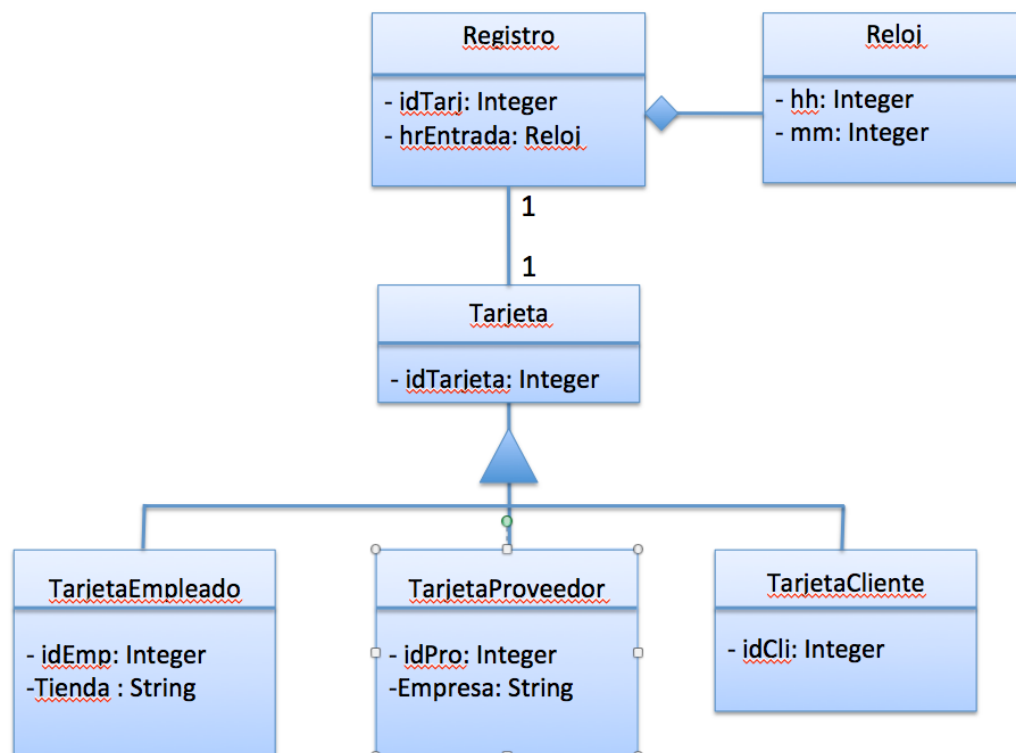 Registro
- idTarj: Integer
- hrEntrada: Reloj
Reloj
- hh: Integer
- mm: Integer
1
1
Tarjeta
- idTarjeta: Integer
TarjetaEmpleado
- idEmp: Integer
-Tienda : String
TarjetaProveedor
- idPro: Integer
-Empresa: String
TarjetaCliente
- idCli: Integer